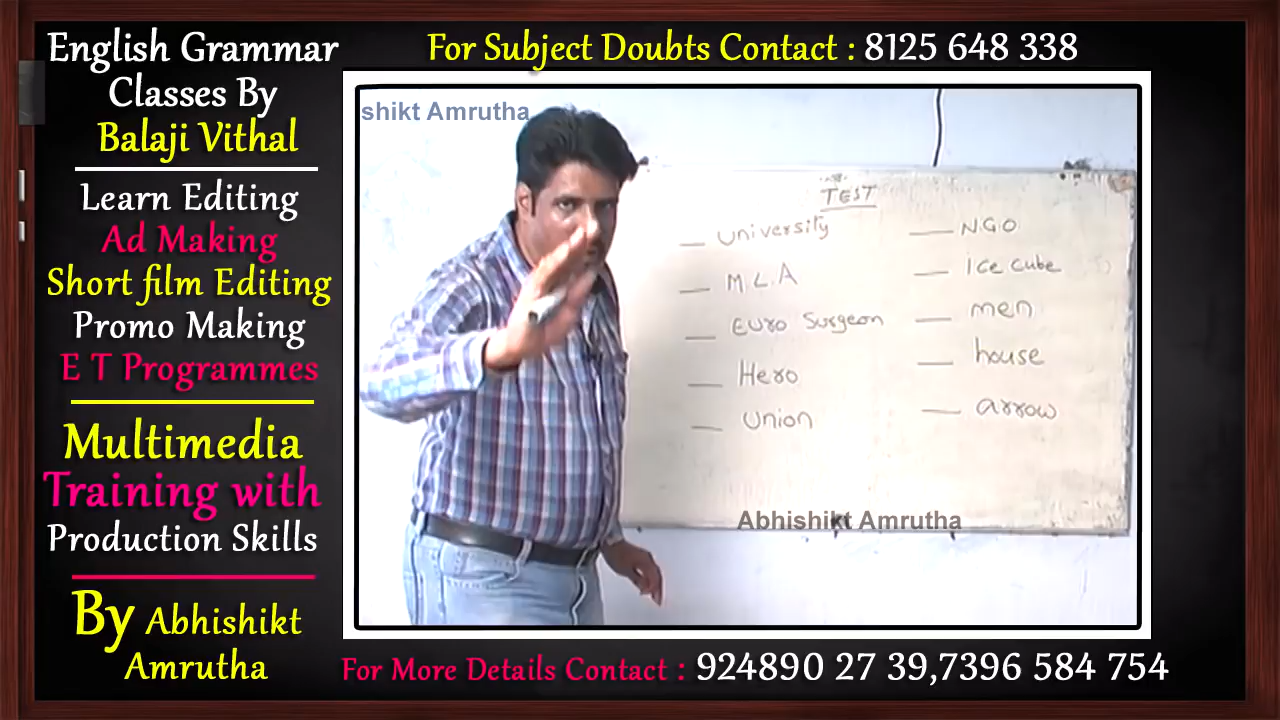 English Grammar
Classes By
Balaji Vithal
Learn Editing
Ad Making
Short film Editing
Promo Making
E T Programmes
Multimedia
Training with
Production Skills
By Abhishikt
Amrutha
For Subject Doubts Contact : 8125 648 338
shikt Amrutha
TEST
__ University
__ M.L.A
__ Euro Surgeon
__ Hero
__ Union
__ N.G.O
__ ice cube
__ men
__ house
__ arrow
Abhishikt Amrutha
For More Details Contact : 924890 27 39,7396 584 754